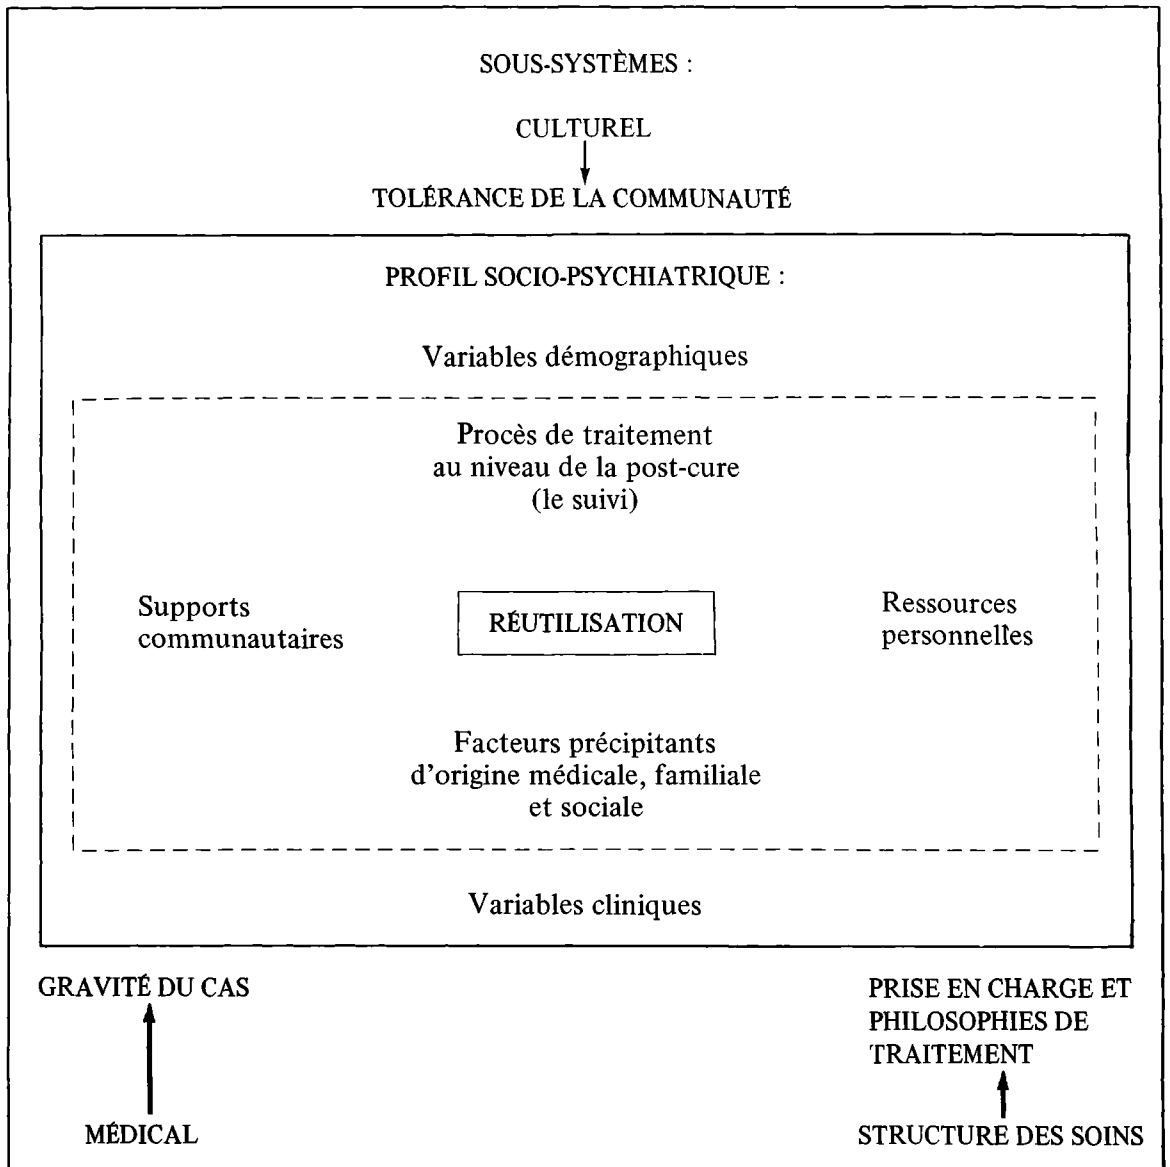 SOUS-SYSTÈMES :
CULTUREL
TOLÉRANCE DE LA COMMUNAUTÉ
PROFIL SOCIO-PSYCHIATRIQUE :
Variables démographiques
Procès de traitement
au niveau de la post-cure
(le suivi)
Supports
communautaires
RÉUTILISATION
Ressources
personnelles
Facteurs précipitants
d'origine médicale, familiale
et sociale
Variables cliniques
GRAVITÉ DU CAS
MÉDICAL
PRISE EN CHARGE ET
PHILOSOPHIES DE
TRAITEMENT
STRUCTURE DES SOINS